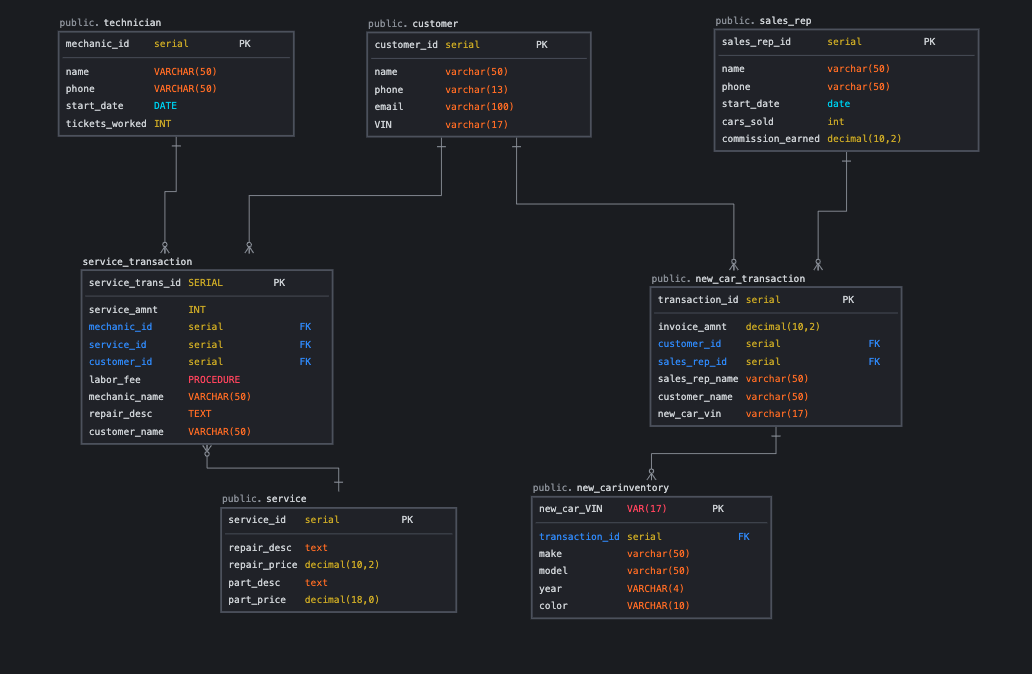 public. technician
mechanic_id serial PK
name VARCHAR(50)
phone VARCHAR(50)
start_date DATE
tickets_worked INT
public. customer
customer_id serial PK
name varchar(50)
phone varchar(13)
email varchar(100)
VIN varchar(17)
public. sales_rep
sales_rep_id serial PK
name varchar(50)
phone varchar(50)
start_date date
cars_sold int
commission_earned decimal(10,2)
service_transaction
service_trans_id SERIAL PK
service_amnt INT
mechanic_id serial FK
service_id serial FK
customer_id serial FK
labor_fee PROCEDURE
mechanic_name VARCHAR(50)
repair_desc TEXT
customer_name VARCHAR(50)
public. new_car_transaction
transaction_id serial PK
invoice_amnt decimal(10,2)
customer_id serial FK
sales_rep_id serial FK
sales_rep_name varchar(50)
customer_name varchar(50)
new_car_vin varchar(17)
public. service
service_id serial PK
repair_desc text
repair_price decimal(10,2)
part_desc text
part_price decimal(18,0)
public. new_carinventory
new_car_VIN VAR(17) PK
transaction_id serial FK
make varchar(50)
model varchar(50)
year VARCHAR(4)
color VARCHAR(10)